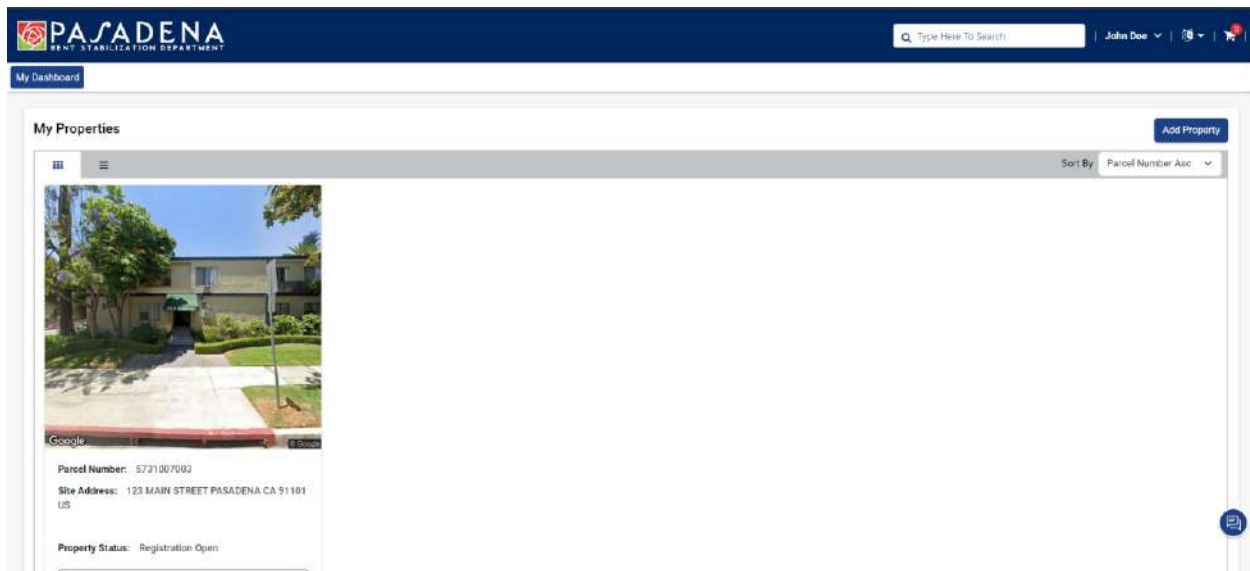 PASADENA
RENT STABILIZATION DEPARTMENT
Type Here To Search
John Doe
0
My Dashboard
My Properties
Add Property
Sort By Parcel Number Asc
Google
© Google
Parcel Number: 5731007003
Site Address: 123 MAIN STREET PASADENA CA 91101
US
Property Status: Registration Open